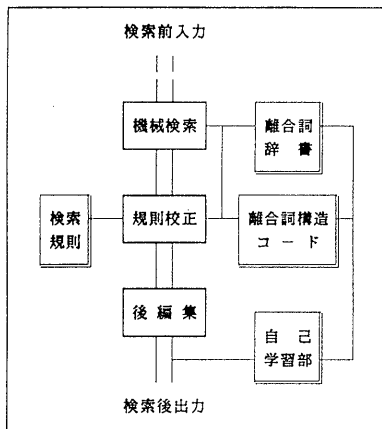 検索前入力
機械検索
離合詞
辞書
検索
規則
規則校正
離合詞構造
コード
後編集
自己
学習部
検索後出力